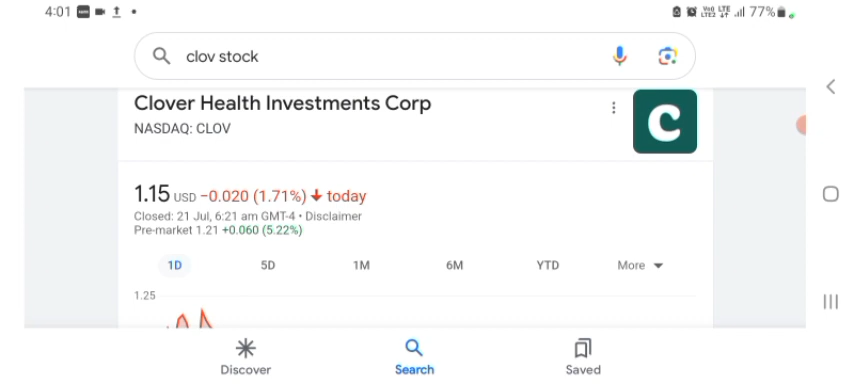 4:01
77%
clov stock
Clover Health Investments Corp
NASDAQ: CLOV
C
1.15 USD −0.020 (1.71%) ↓ today
Closed: 21 Jul, 6:21 am GMT-4 • Disclaimer
Pre-market 1.21 +0.060 (5.22%)
1D 5D 1M 6M YTD More
1.25
Discover Search Saved